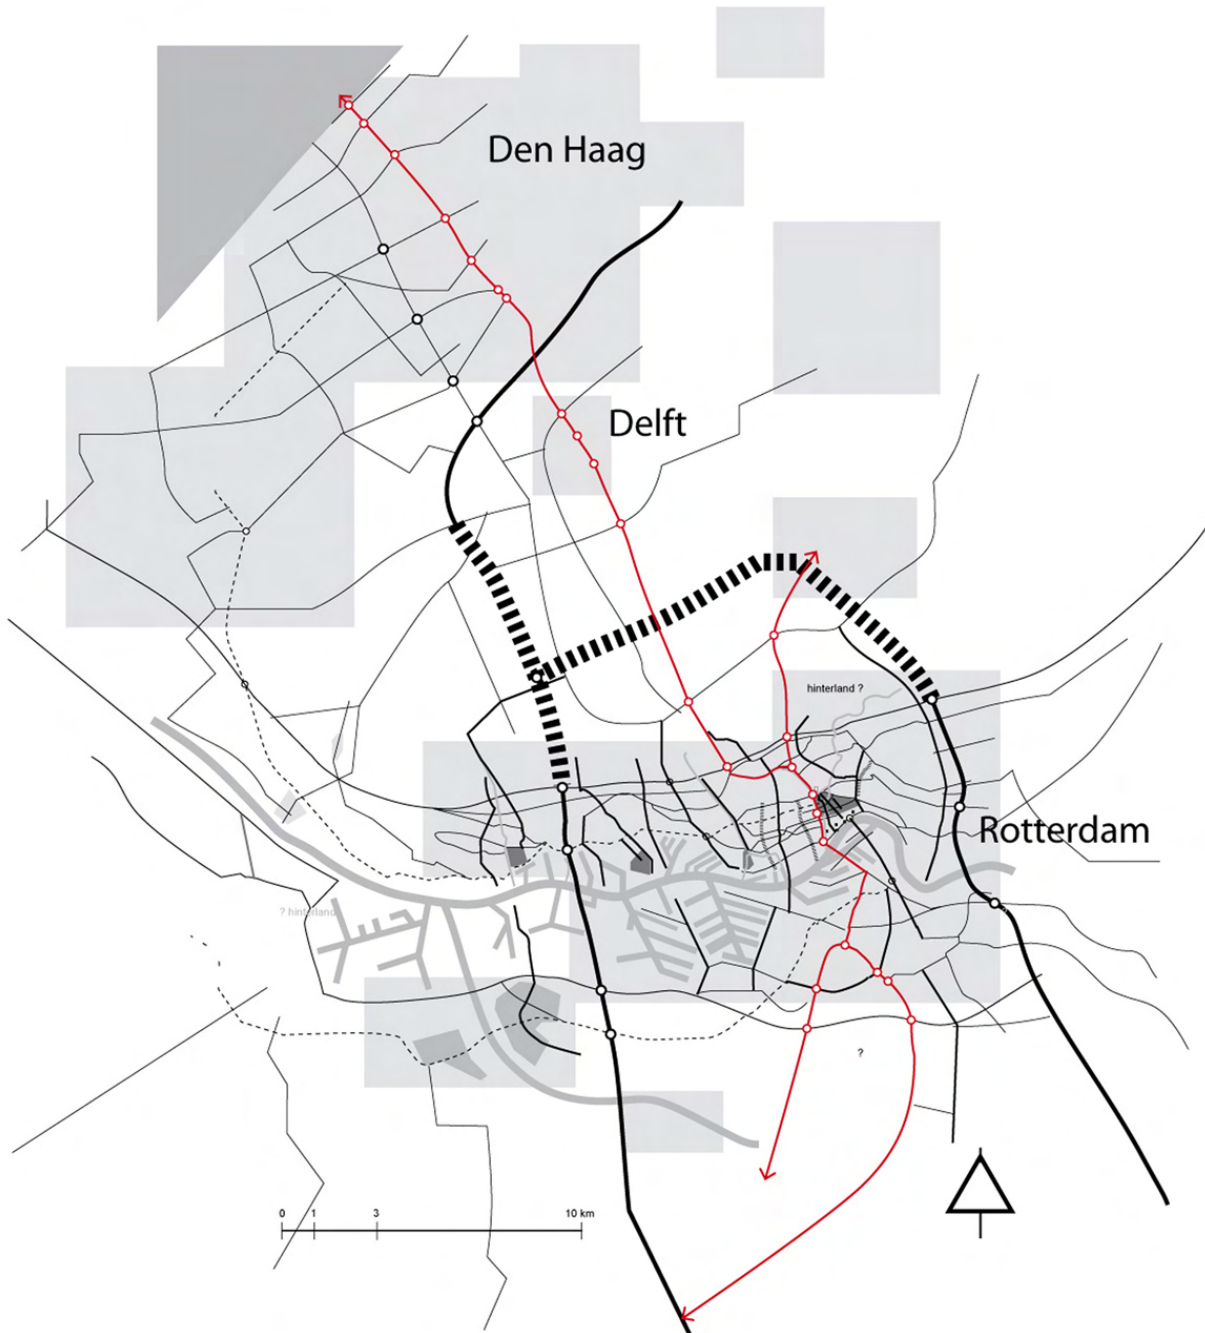 Den Haag
Delft
hinterland ?
Rotterdam
? hinterland
?
0 1 3 10 km